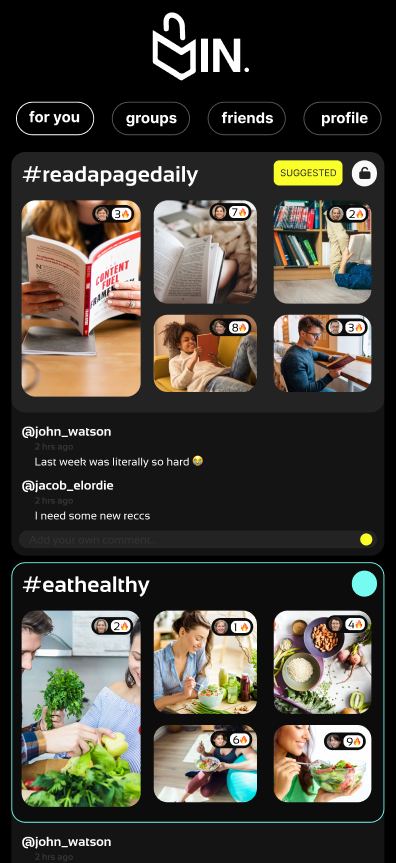 IN.
for you
groups
friends
profile
#readapagedaily
SUGGESTED
3🔥
7🔥
2🔥
CONTENT
FUEL
8🔥
3🔥
@john_watson
2 hrs ago
Last week was literally so hard 😂
@jacob_elordie
2 hrs ago
I need some new reccs
Add your own comment...
#eathealthy
2🔥
1🔥
4🔥
6🔥
9🔥
@john_watson
2 hrs ago